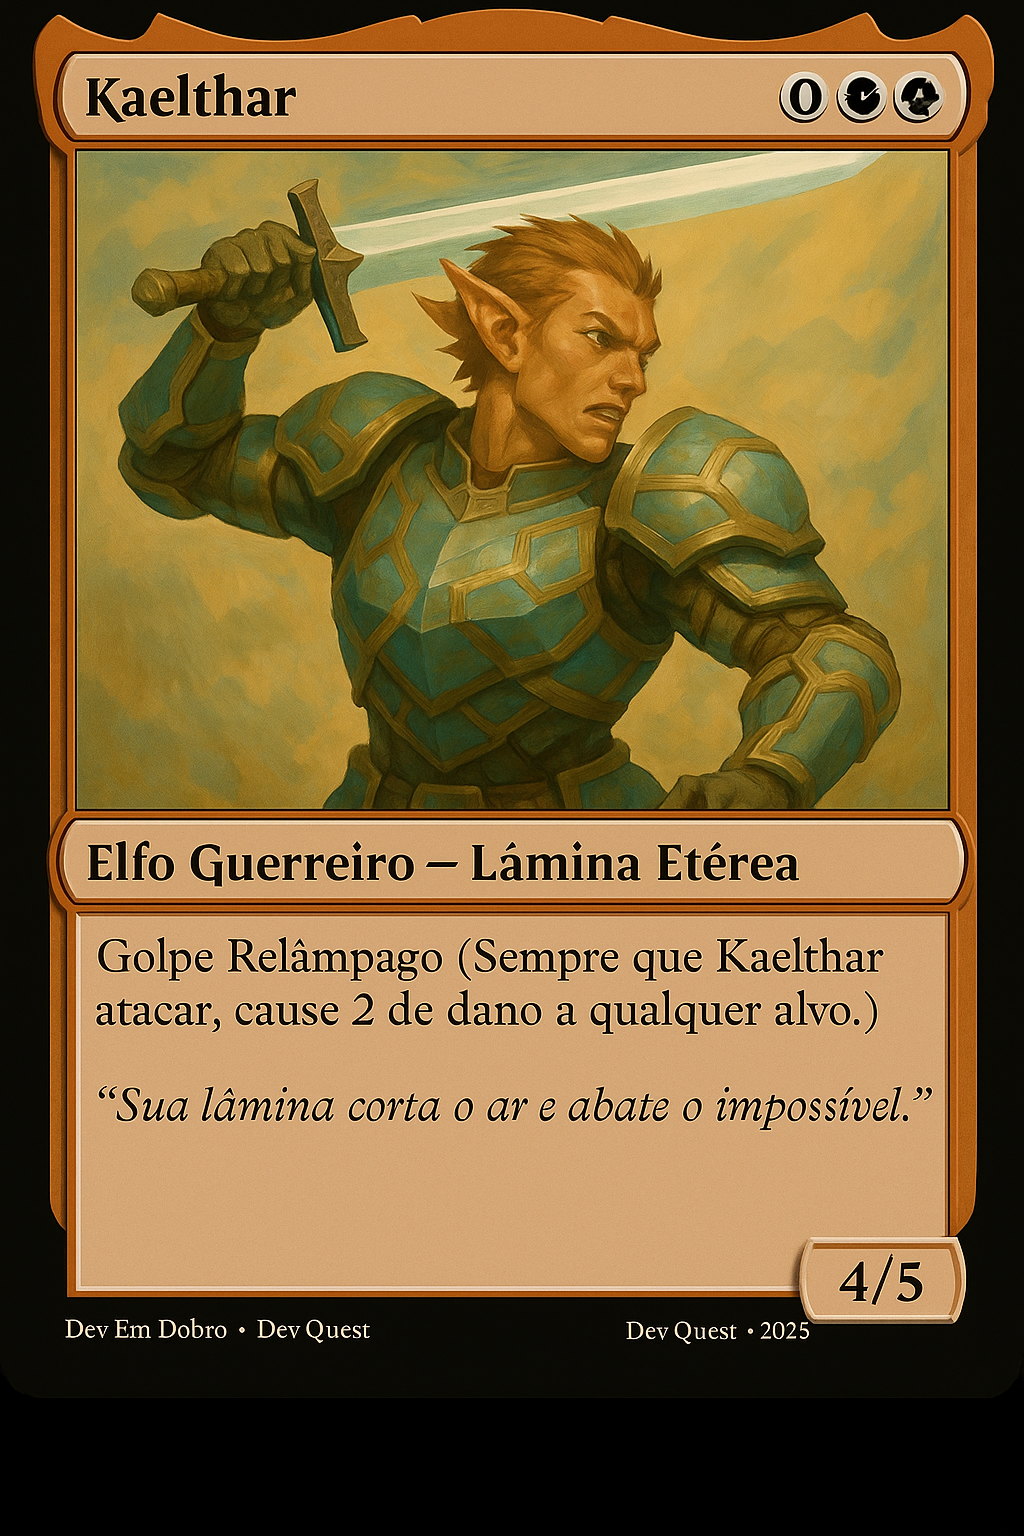 Kaelthar 0
Elfo Guerreiro – Lámina Etérea
Golpe Relâmpago (Sempre que Kaelthar
atacar, cause 2 de dano a qualquer alvo.)
“Sua lâmina corta o ar e abate o impossível.”
4/5
Dev Em Dobro • Dev Quest
Dev Quest • 2025